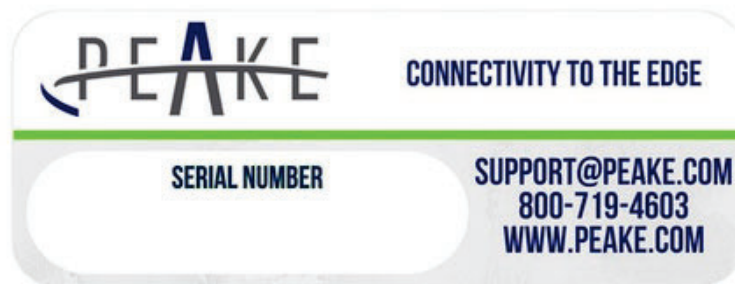 PEAKE
CONNECTIVITY TO THE EDGE
SERIAL NUMBER
SUPPORT@PEAKE.COM
800-719-4603
WWW.PEAKE.COM